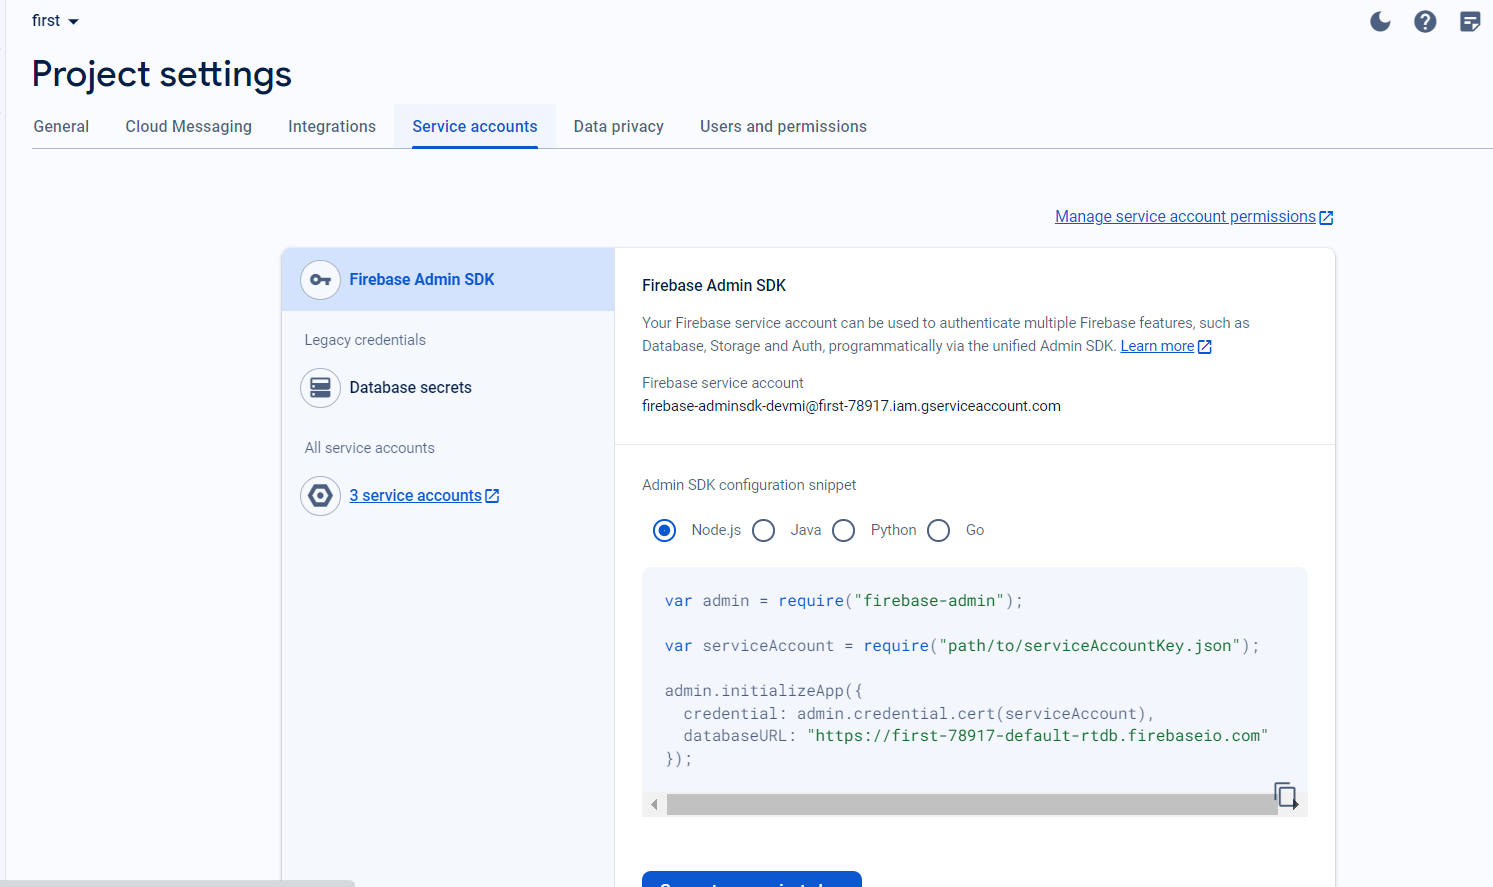 first
Project settings
General Cloud Messaging Integrations Service accounts Data privacy Users and permissions
Manage service account permissions
Firebase Admin SDK
Legacy credentials
Database secrets
All service accounts
3 service accounts
Firebase Admin SDK
Your Firebase service account can be used to authenticate multiple Firebase features, such as
Database, Storage and Auth, programmatically via the unified Admin SDK. Learn more
Firebase service account
firebase-adminsdk-devmi@first-78917.iam.gserviceaccount.com
Admin SDK configuration snippet
Node.js Java Python Go
var admin = require("firebase-admin");
var serviceAccount = require("path/to/serviceAccountKey.json");
admin.initializeApp({
  credential: admin.credential.cert(serviceAccount),
  databaseURL: "https://first-78917-default-rtdb.firebaseio.com"
});